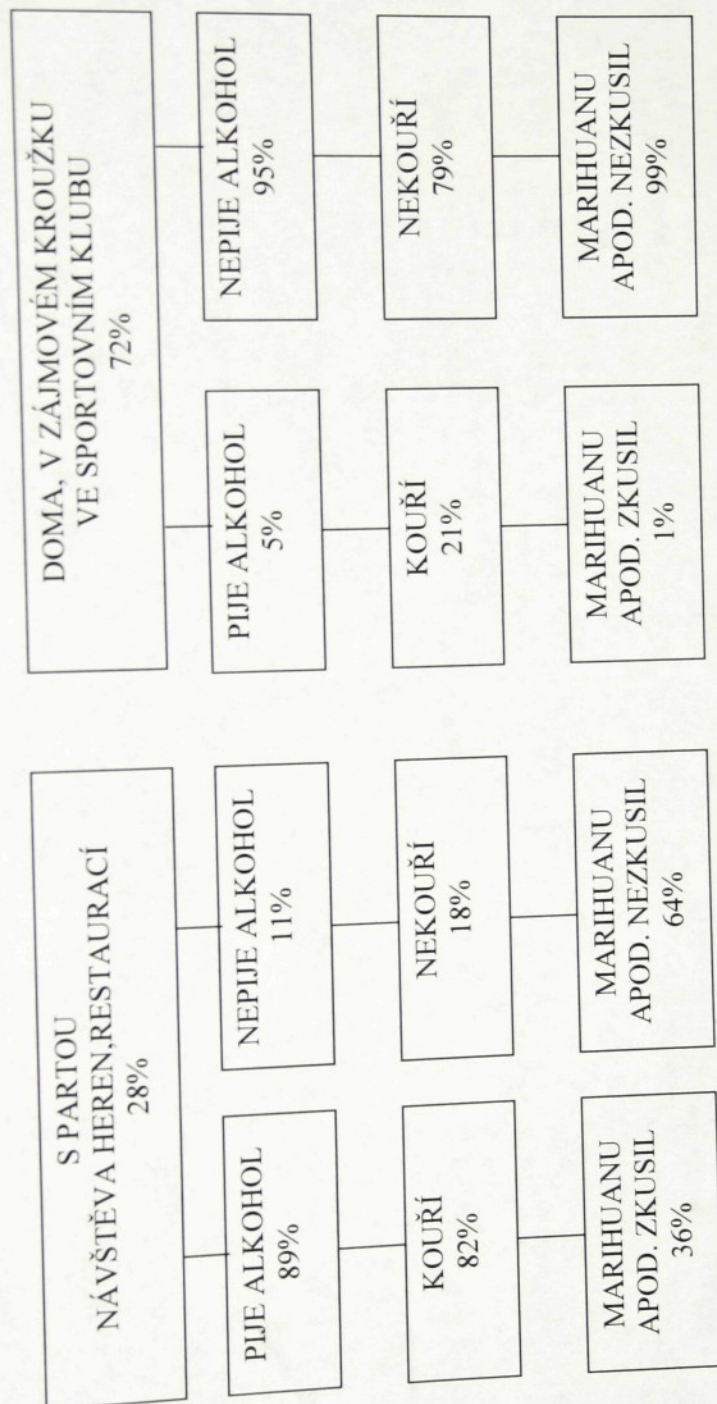 S PARTOU
NÁVŠTĚVA HEREN,RESTAURACÍ
28%
PIJE ALKOHOL
89%
NEPIJE ALKOHOL
11%
KOUŘÍ
82%
NEKOUŘÍ
18%
MARIHUANU
APOD. ZKUSIL
36%
MARIHUANU
APOD. NEZKUSIL
64%
DOMA, V ZÁJMOVÉM KROUŽKU
VE SPORTOVNÍM KLUBU
72%
PIJE ALKOHOL
5%
NEPIJE ALKOHOL
95%
KOUŘÍ
21%
NEKOUŘÍ
79%
MARIHUANU
APOD. ZKUSIL
1%
MARIHUANU
APOD. NEZKUSIL
99%